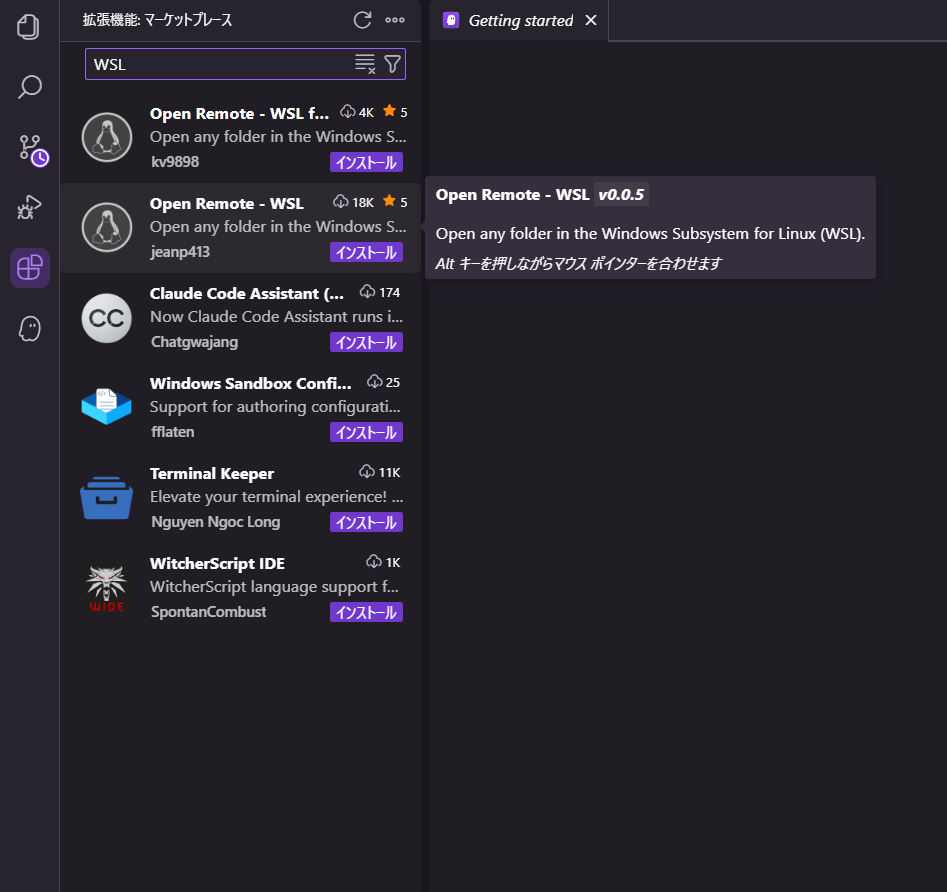 拡張機能: マーケットプレース
Getting started
WSL
Open Remote - WSL f... 4K 5
Open any folder in the Windows S...
kv9898 インストール
Open Remote - WSL 18K 5
Open any folder in the Windows S...
jeanp413 インストール
Open Remote - WSL v0.0.5
Open any folder in the Windows Subsystem for Linux (WSL).
Alt キーを押しながらマウス ポインターを合わせます
CC
Claude Code Assistant (... 174
Now Claude Code Assistant runs i...
Chatgwajang インストール
Windows Sandbox Confi... 25
Support for authoring configurati...
fflaten インストール
Terminal Keeper 11K
Elevate your terminal experience! ...
Nguyen Ngoc Long インストール
WitcherScript IDE 1K
WitcherScript language support f...
WIDE
SpontanCombust インストール